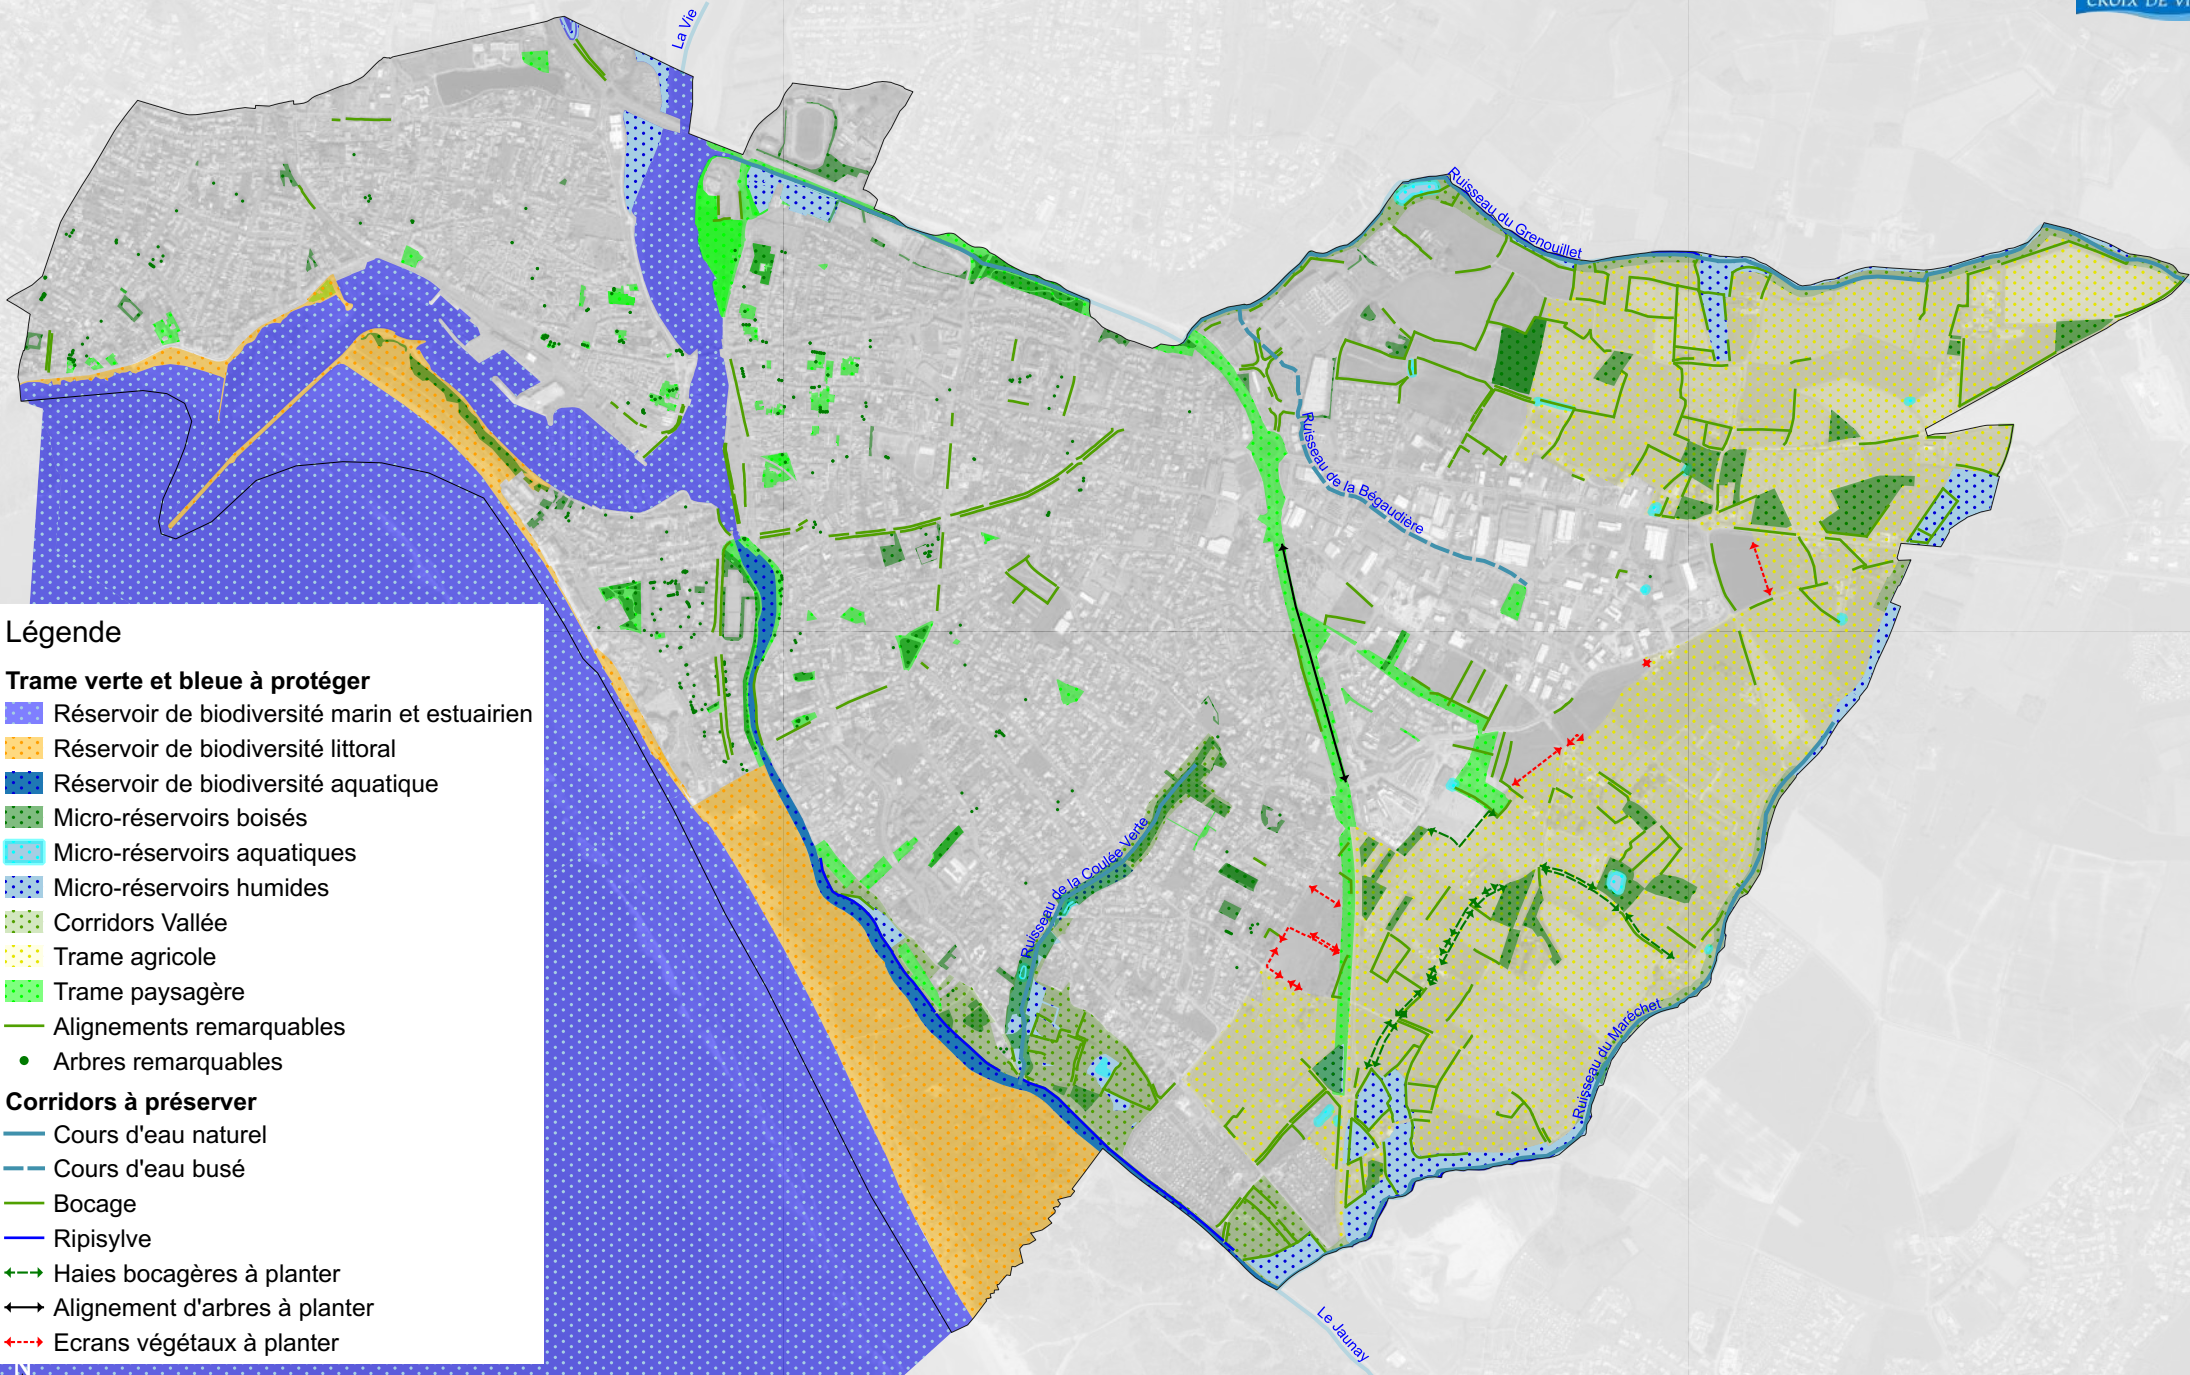 CROIX DE VI
La Vie
Ruisseau du Grenouillet
Ruisseau de la Bégaudière
Ruisseau de la Coulée Verte
Ruisseau du Maréchet
Le Jaunay
Légende
Trame verte et bleue à protéger
Réservoir de biodiversité marin et estuairien
Réservoir de biodiversité littoral
Réservoir de biodiversité aquatique
Micro-réservoirs boisés
Micro-réservoirs aquatiques
Micro-réservoirs humides
Corridors Vallée
Trame agricole
Trame paysagère
Alignements remarquables
Arbres remarquables
Corridors à préserver
Cours d'eau naturel
Cours d'eau busé
Bocage
Ripisylve
Haies bocagères à planter
Alignement d'arbres à planter
Ecrans végétaux à planter
N